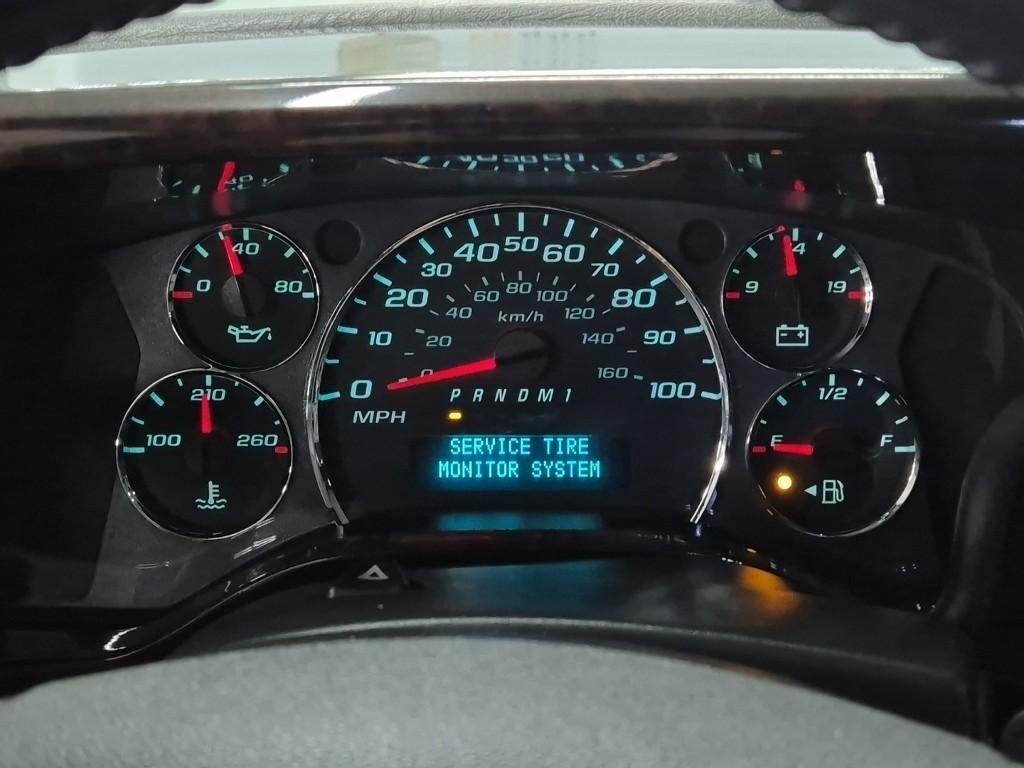 40
0 80
100 210 260
0 10 20 30 40 50 60 70 80 90 100
MPH
0 20 40 60 80 100 120 140 160
km/h
P R N D M 1
SERVICE TIRE
MONITOR SYSTEM
9 19
1/2
E F